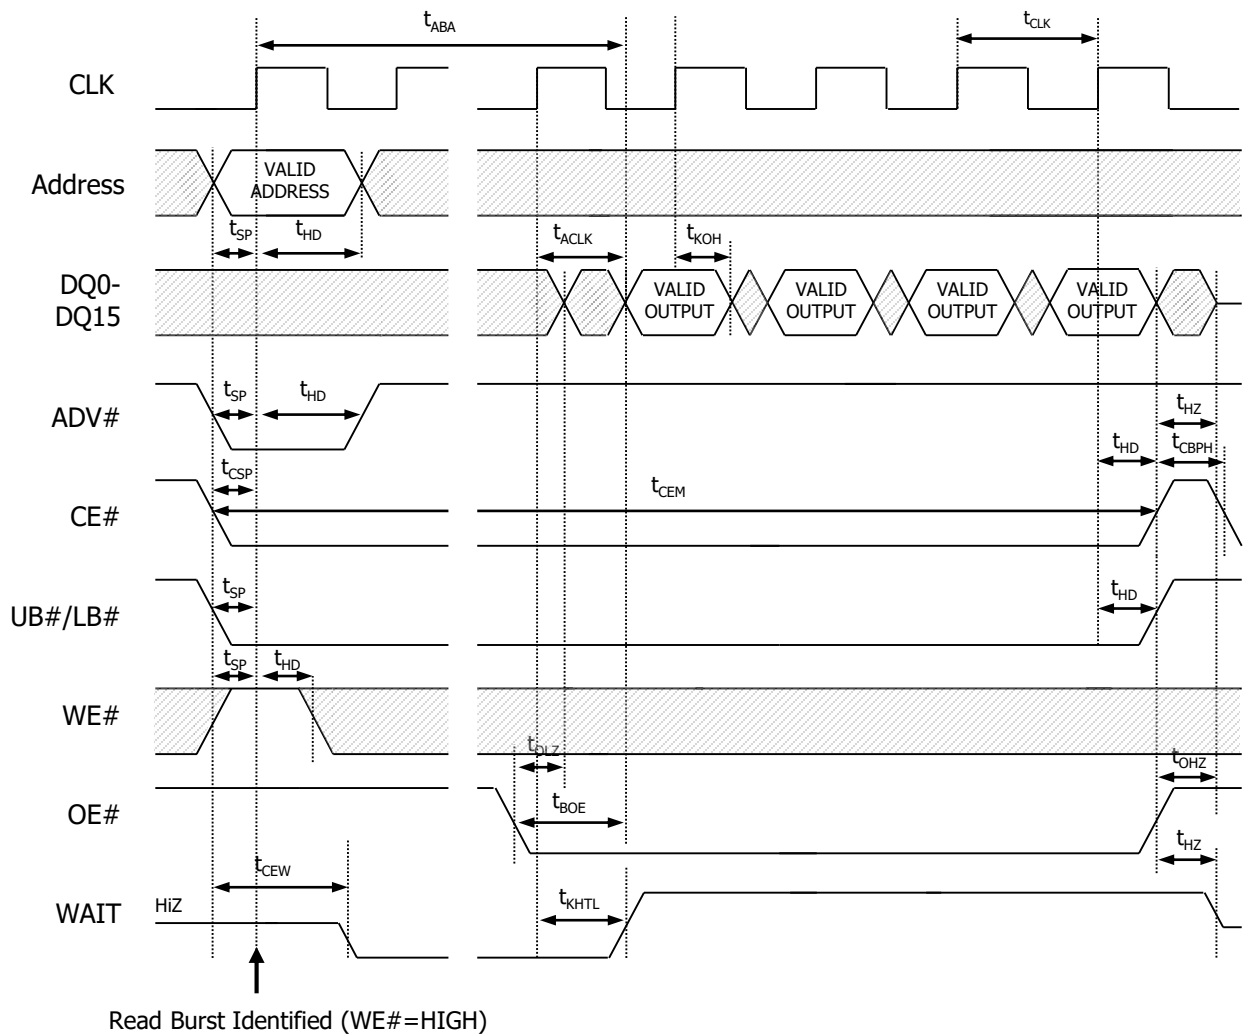 tABA
tCLK
CLK
Address
VALID
ADDRESS
tSP
tHD
tACLK
tKOH
DQ0-
DQ15
VALID
OUTPUT
VALID
OUTPUT
VALID
OUTPUT
VALID
OUTPUT
ADV#
tSP
tHD
tHZ
tHD
tCBPH
CE#
tCSP
tCEM
UB#/LB#
tSP
tHD
WE#
tSP
tHD
tOLZ
tOHZ
OE#
tBOE
tHZ
tCEW
WAIT
HiZ
tKHTL
Read Burst Identified (WE#=HIGH)